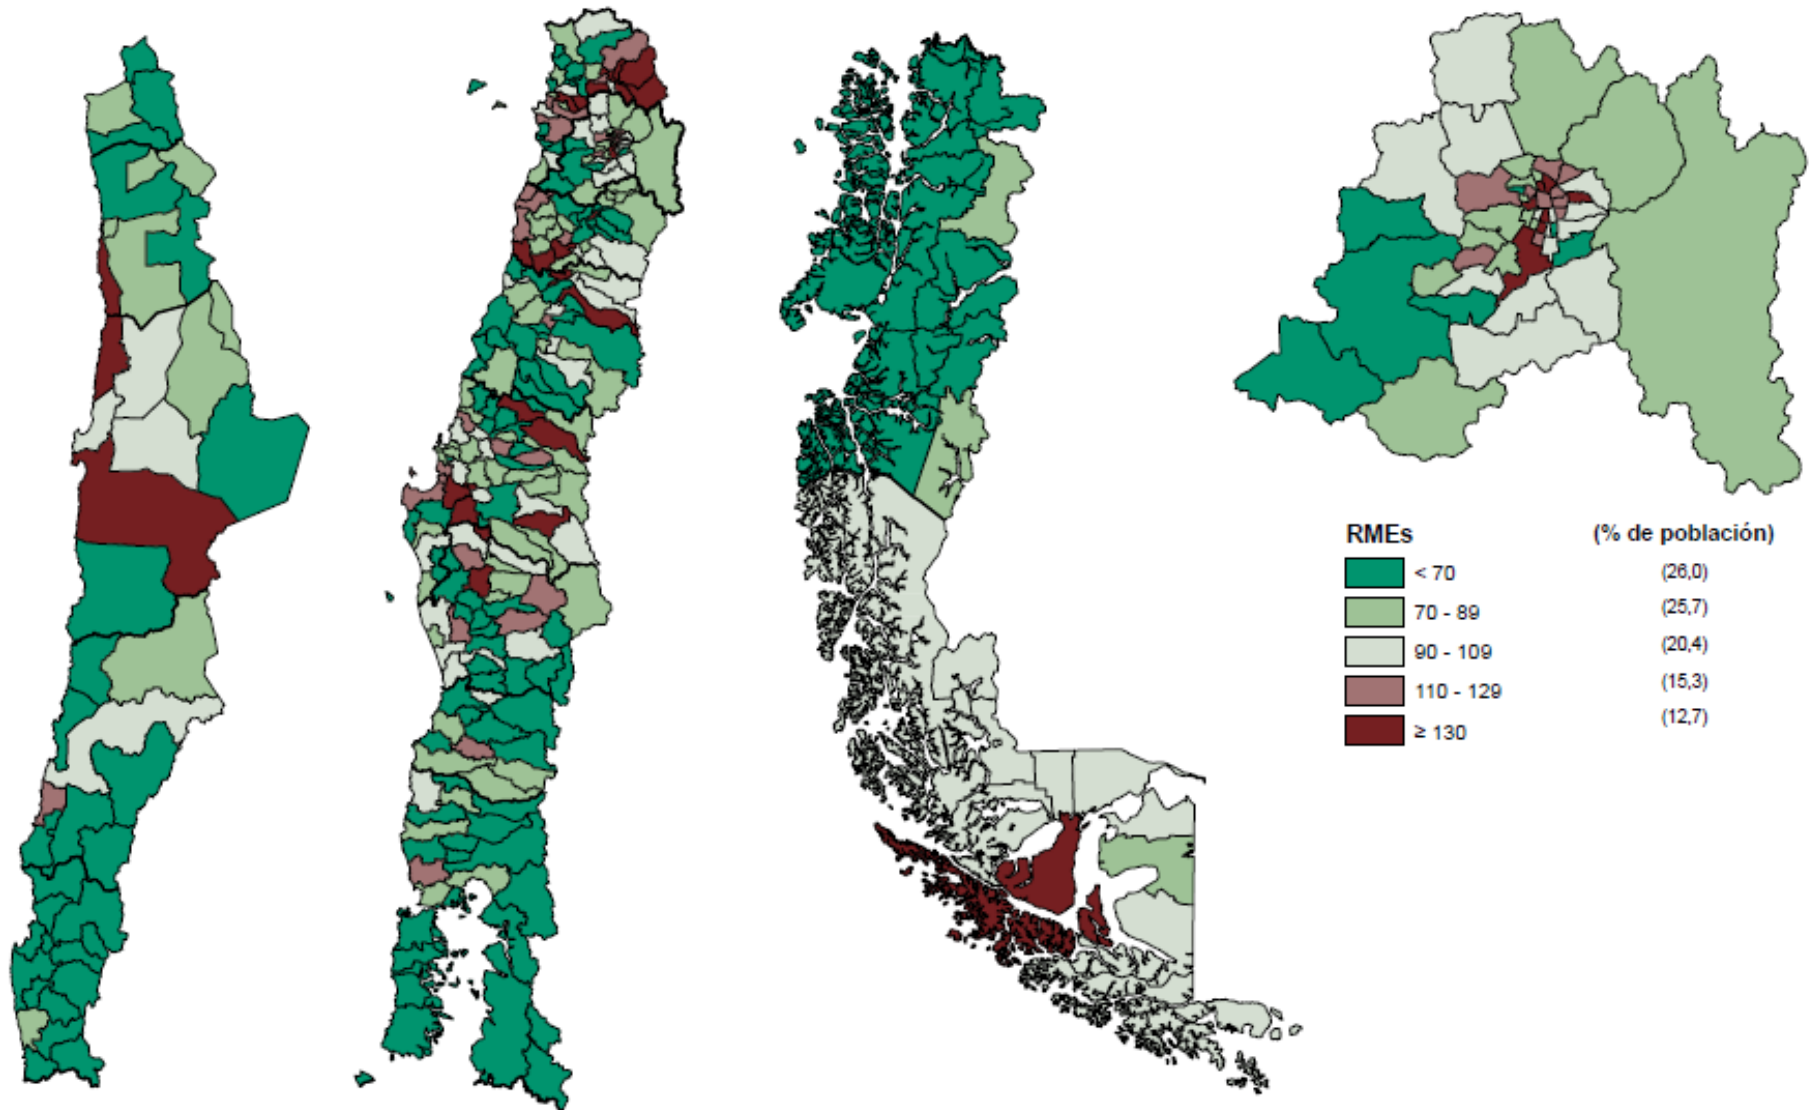 RMEs (% de población)
< 70 (26,0)
70 - 89 (25,7)
90 - 109 (20,4)
110 - 129 (15,3)
≥ 130 (12,7)